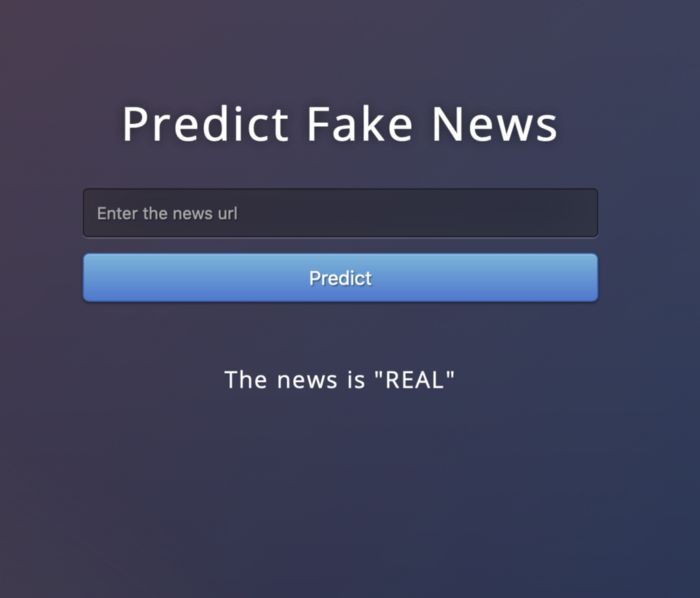 Predict Fake News
Enter the news url
Predict
The news is "REAL"